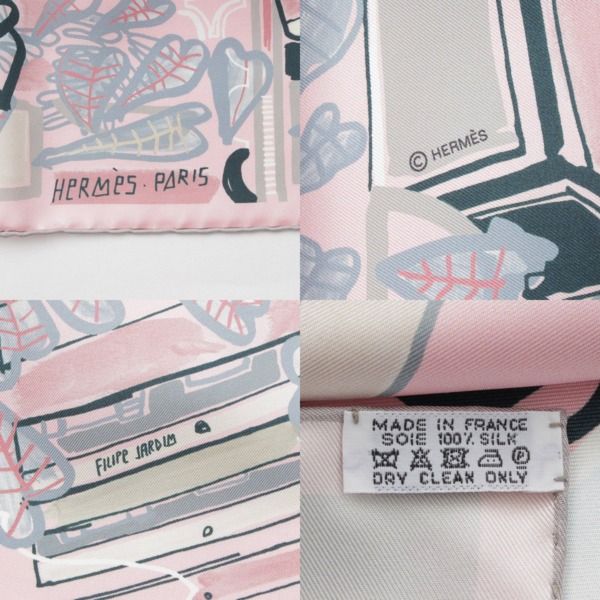 HERMÈS · PARIS
© HERMÈS
FILIPE JARDIM
MADE IN FRANCE
SOIE 100% SILK
DRY CLEAN ONLY